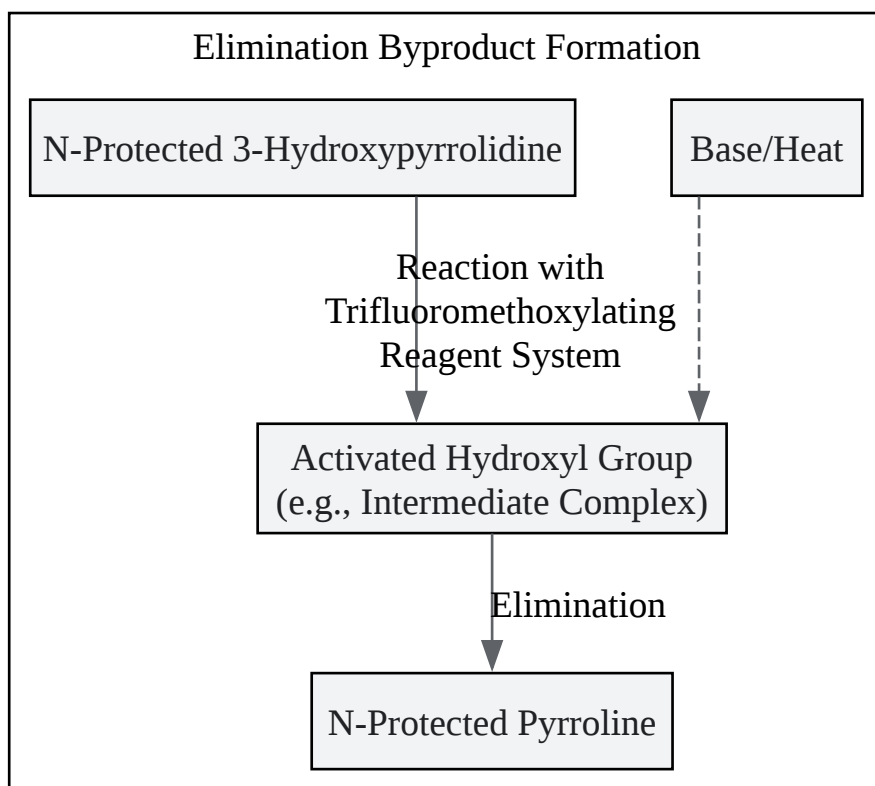 Elimination Byproduct Formation
N-Protected 3-Hydroxypyrrolidine
Base/Heat
Reaction with
Trifluoromethoxylating
Reagent System
Activated Hydroxyl Group
(e.g., Intermediate Complex)
Elimination
N-Protected Pyrroline